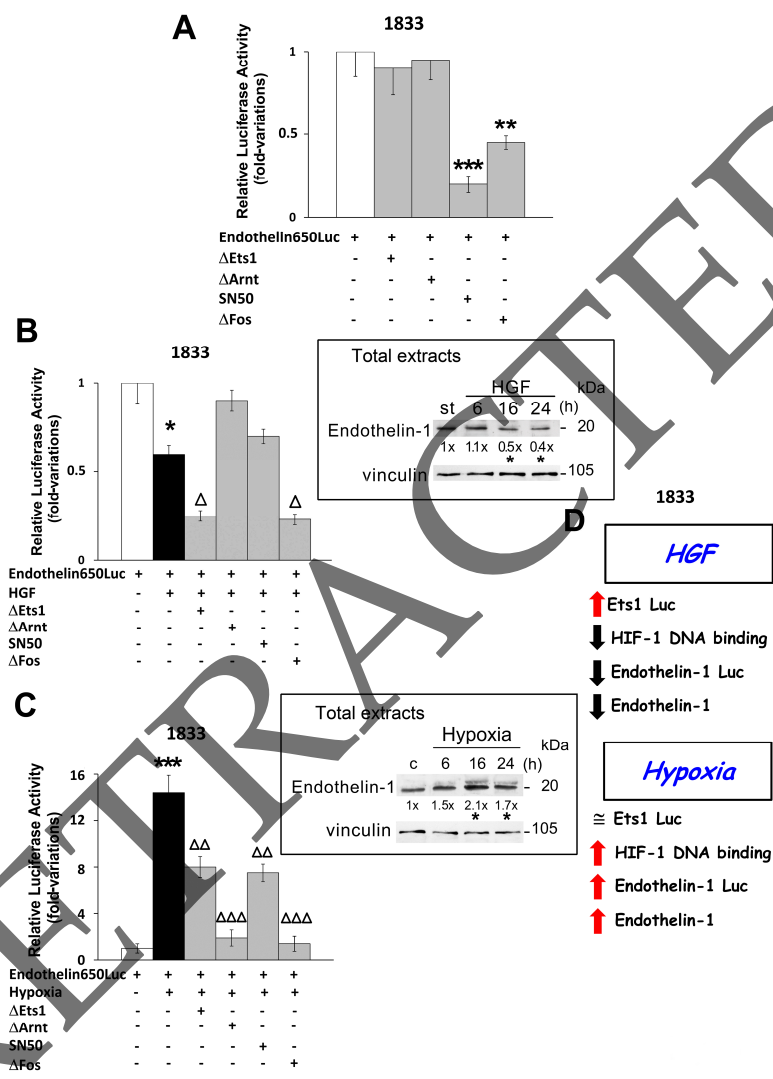 A
1833
Relative Luciferase Activity
(fold-variations)
1
0.5
0
***
**
Endothelin650Luc + + + + +
ΔEts1 - + - - -
ΔArnt - - + - -
SN50 - - - + -
ΔFos - - - - +
B
1833
Relative Luciferase Activity
(fold-variations)
1
0.5
0
*
Δ
Δ
Endothelin650Luc + + + + + +
HGF - + + + + +
ΔEts1 - - + - - -
ΔArnt - - - + - -
SN50 - - - - + -
ΔFos - - - - - +
Total extracts
HGF
kDa
st 6 16 24 (h)
Endothelin-1 - 20
1x 1.1x 0.5x 0.4x
* *
vinculin -105
C
1833
Relative Luciferase Activity
(fold-variations)
16
12
8
4
0
***
ΔΔ
ΔΔΔ
ΔΔ
ΔΔΔ
Endothelin650Luc + + + + + +
Hypoxia - + + + + +
ΔEts1 - - + - - -
ΔArnt - - - + - -
SN50 - - - - + -
ΔFos - - - - - +
Total extracts
Hypoxia
kDa
c 6 16 24 (h)
Endothelin-1 - 20
1x 1.5x 2.1x 1.7x
* *
vinculin -105
D
1833
HGF
Ets1 Luc
HIF-1 DNA binding
Endothelin-1 Luc
Endothelin-1
Hypoxia
≅ Ets1 Luc
HIF-1 DNA binding
Endothelin-1 Luc
Endothelin-1
RETRACTED